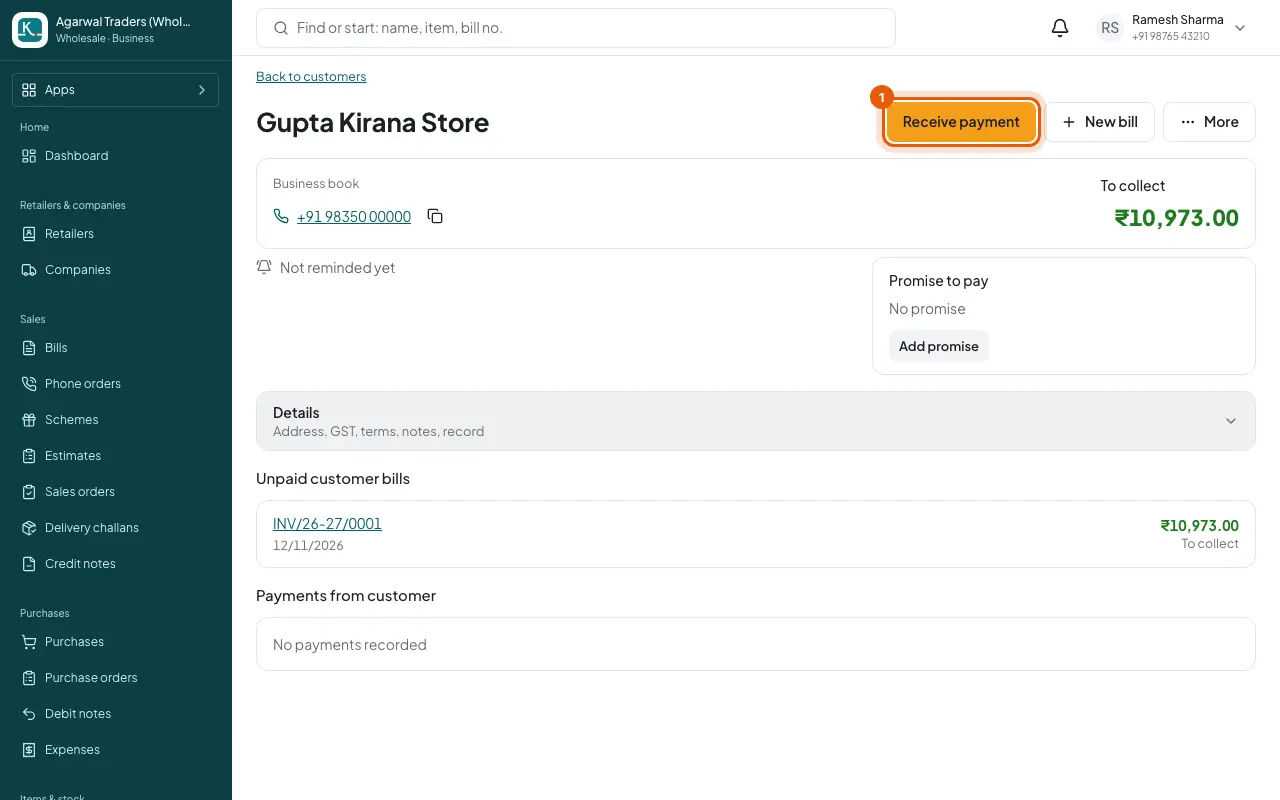 Agarwal Traders (Whol...
Wholesale · Business
Apps
Home
Dashboard
Retailers & companies
Retailers
Companies
Sales
Bills
Phone orders
Schemes
Estimates
Sales orders
Delivery challans
Credit notes
Purchases
Purchases
Purchase orders
Debit notes
Expenses
Items & stock
Find or start: name, item, bill no.
RS
Ramesh Sharma
+91 98765 43210
Back to customers
Gupta Kirana Store
1
Receive payment
New bill
More
Business book
+91 98350 00000
To collect
₹10,973.00
Not reminded yet
Promise to pay
No promise
Add promise
Details
Address, GST, terms, notes, record
Unpaid customer bills
INV/26-27/0001
12/11/2026
₹10,973.00
To collect
Payments from customer
No payments recorded